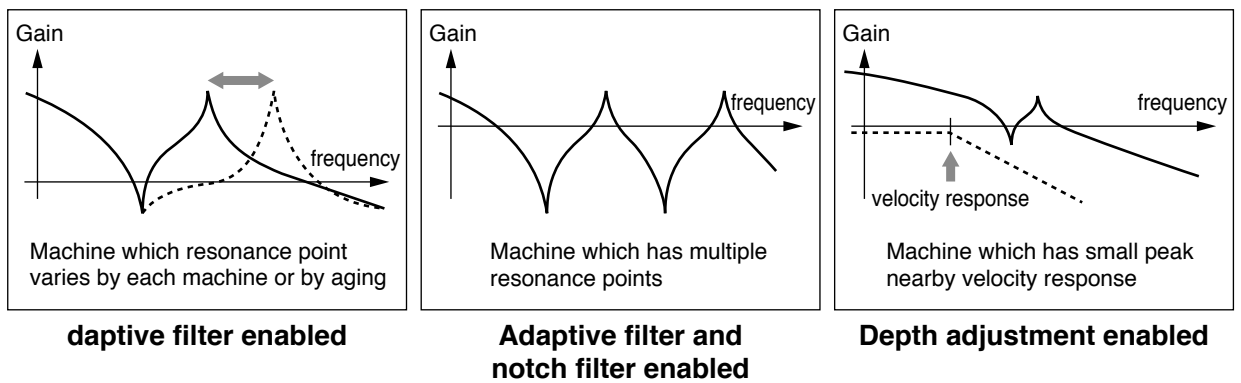 Gain
frequency
Machine which resonance point
varies by each machine or by aging
daptive filter enabled
Gain
frequency
Machine which has multiple
resonance points
Adaptive filter and
notch filter enabled
Gain
frequency
velocity response
Machine which has small peak
nearby velocity response
Depth adjustment enabled